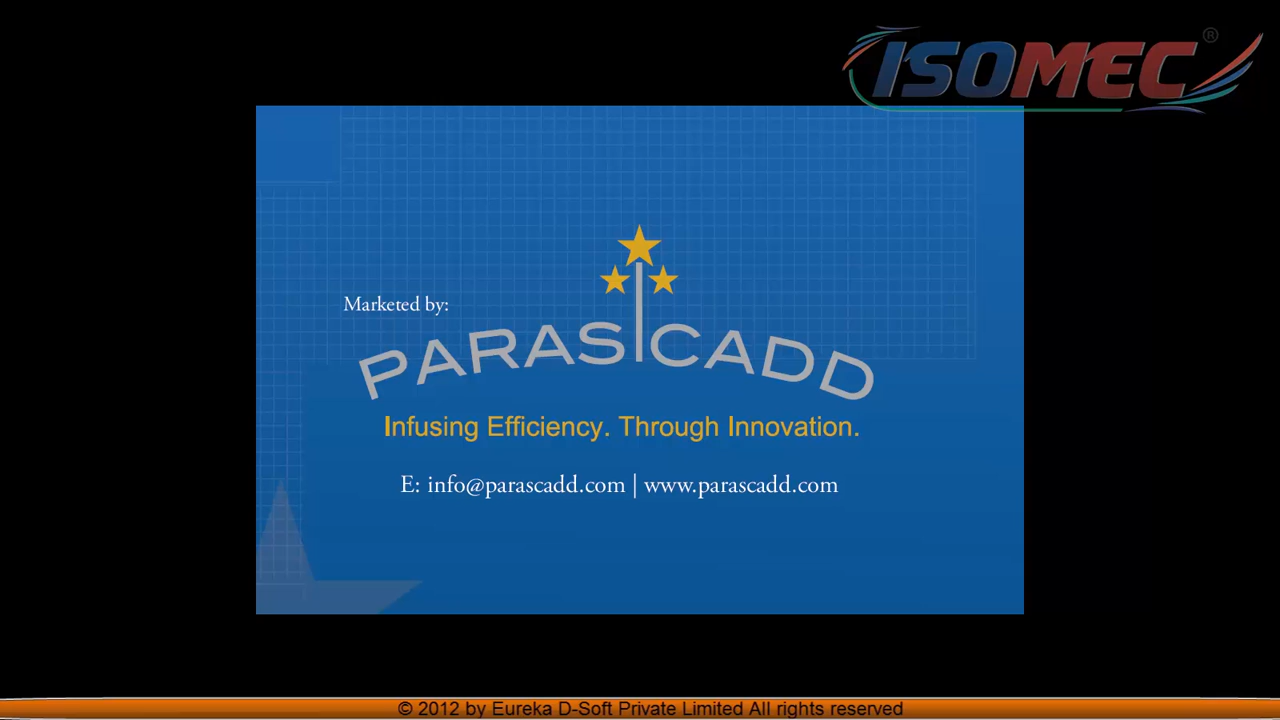 ISOMEC®
Marketed by:
PARASCADD
Infusing Efficiency. Through Innovation.
E: info@parascadd.com | www.parascadd.com
© 2012 by Eureka D-Soft Private Limited All rights reserved